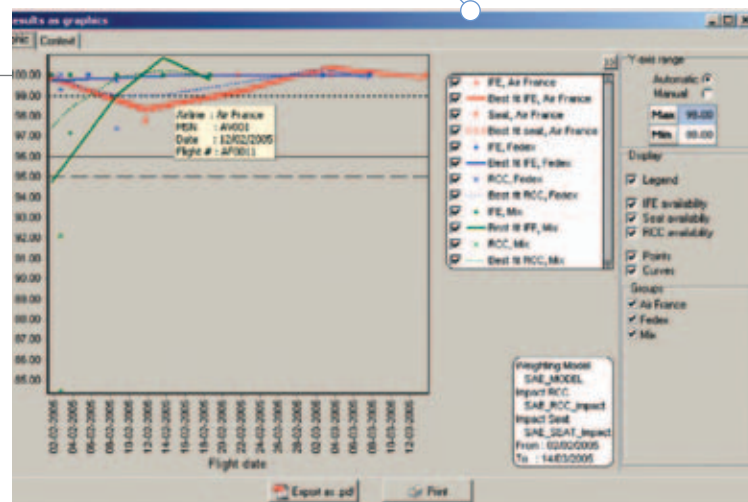 esults as graphics
Context
100.00
99.00
98.00
97.00
96.00
95.00
94.00
93.00
92.00
91.00
90.00
89.00
88.00
87.00
86.00
85.00
Airline : Air France
MSN : AV001
Date : 12/02/2005
Flight # : AF0011
02-02-2005
04-02-2005
06-02-2005
08-02-2005
10-02-2005
12-02-2005
14-02-2005
16-02-2005
18-02-2005
20-02-2005
22-02-2005
24-02-2005
26-02-2005
28-02-2005
02-03-2005
04-03-2005
06-03-2005
08-03-2005
10-03-2005
12-03-2005
Flight date
IFE, Air France
Best fit IFE, Air France
Seat, Air France
Best fit seat, Air France
IFE, Fedex
Best fit IFE, Fedex
RCC, Fedex
Best fit RCC, Fedex
IFE, Mix
Best fit IFE, Mix
RCC, Mix
Best fit RCC, Mix
Weighting Model
SAE_MODEL
Impact RCC
SAE_RCC_impact
Impact Seat
SAE_SEAT_impact
From : 02/02/2005
To : 14/03/2005
Y axis range
Automatic
Manual
Max 98.00
Min 88.00
Display
Legend
IFE availability
Seat availability
RCC availability
Points
Curves
Groups
Air France
Fedex
Mix
Export as pdf
Print